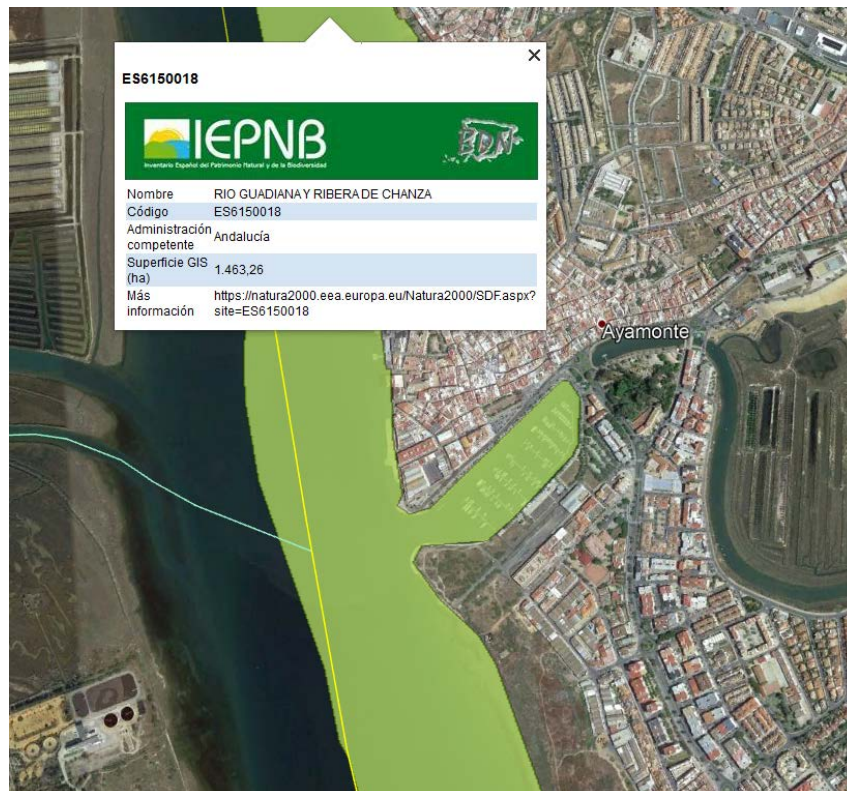 ES6150018
IEPNB
Inventario Español del Patrimonio Natural y de la Biodiversidad
BDN
Nombre RIO GUADIANA Y RIBERA DE CHANZA
Código ES6150018
Administración
competente Andalucía
Superficie GIS
(ha) 1.463,26
Más
información https://natura2000.eea.europa.eu/Natura2000/SDF.aspx?
site=ES6150018
Ayamonte